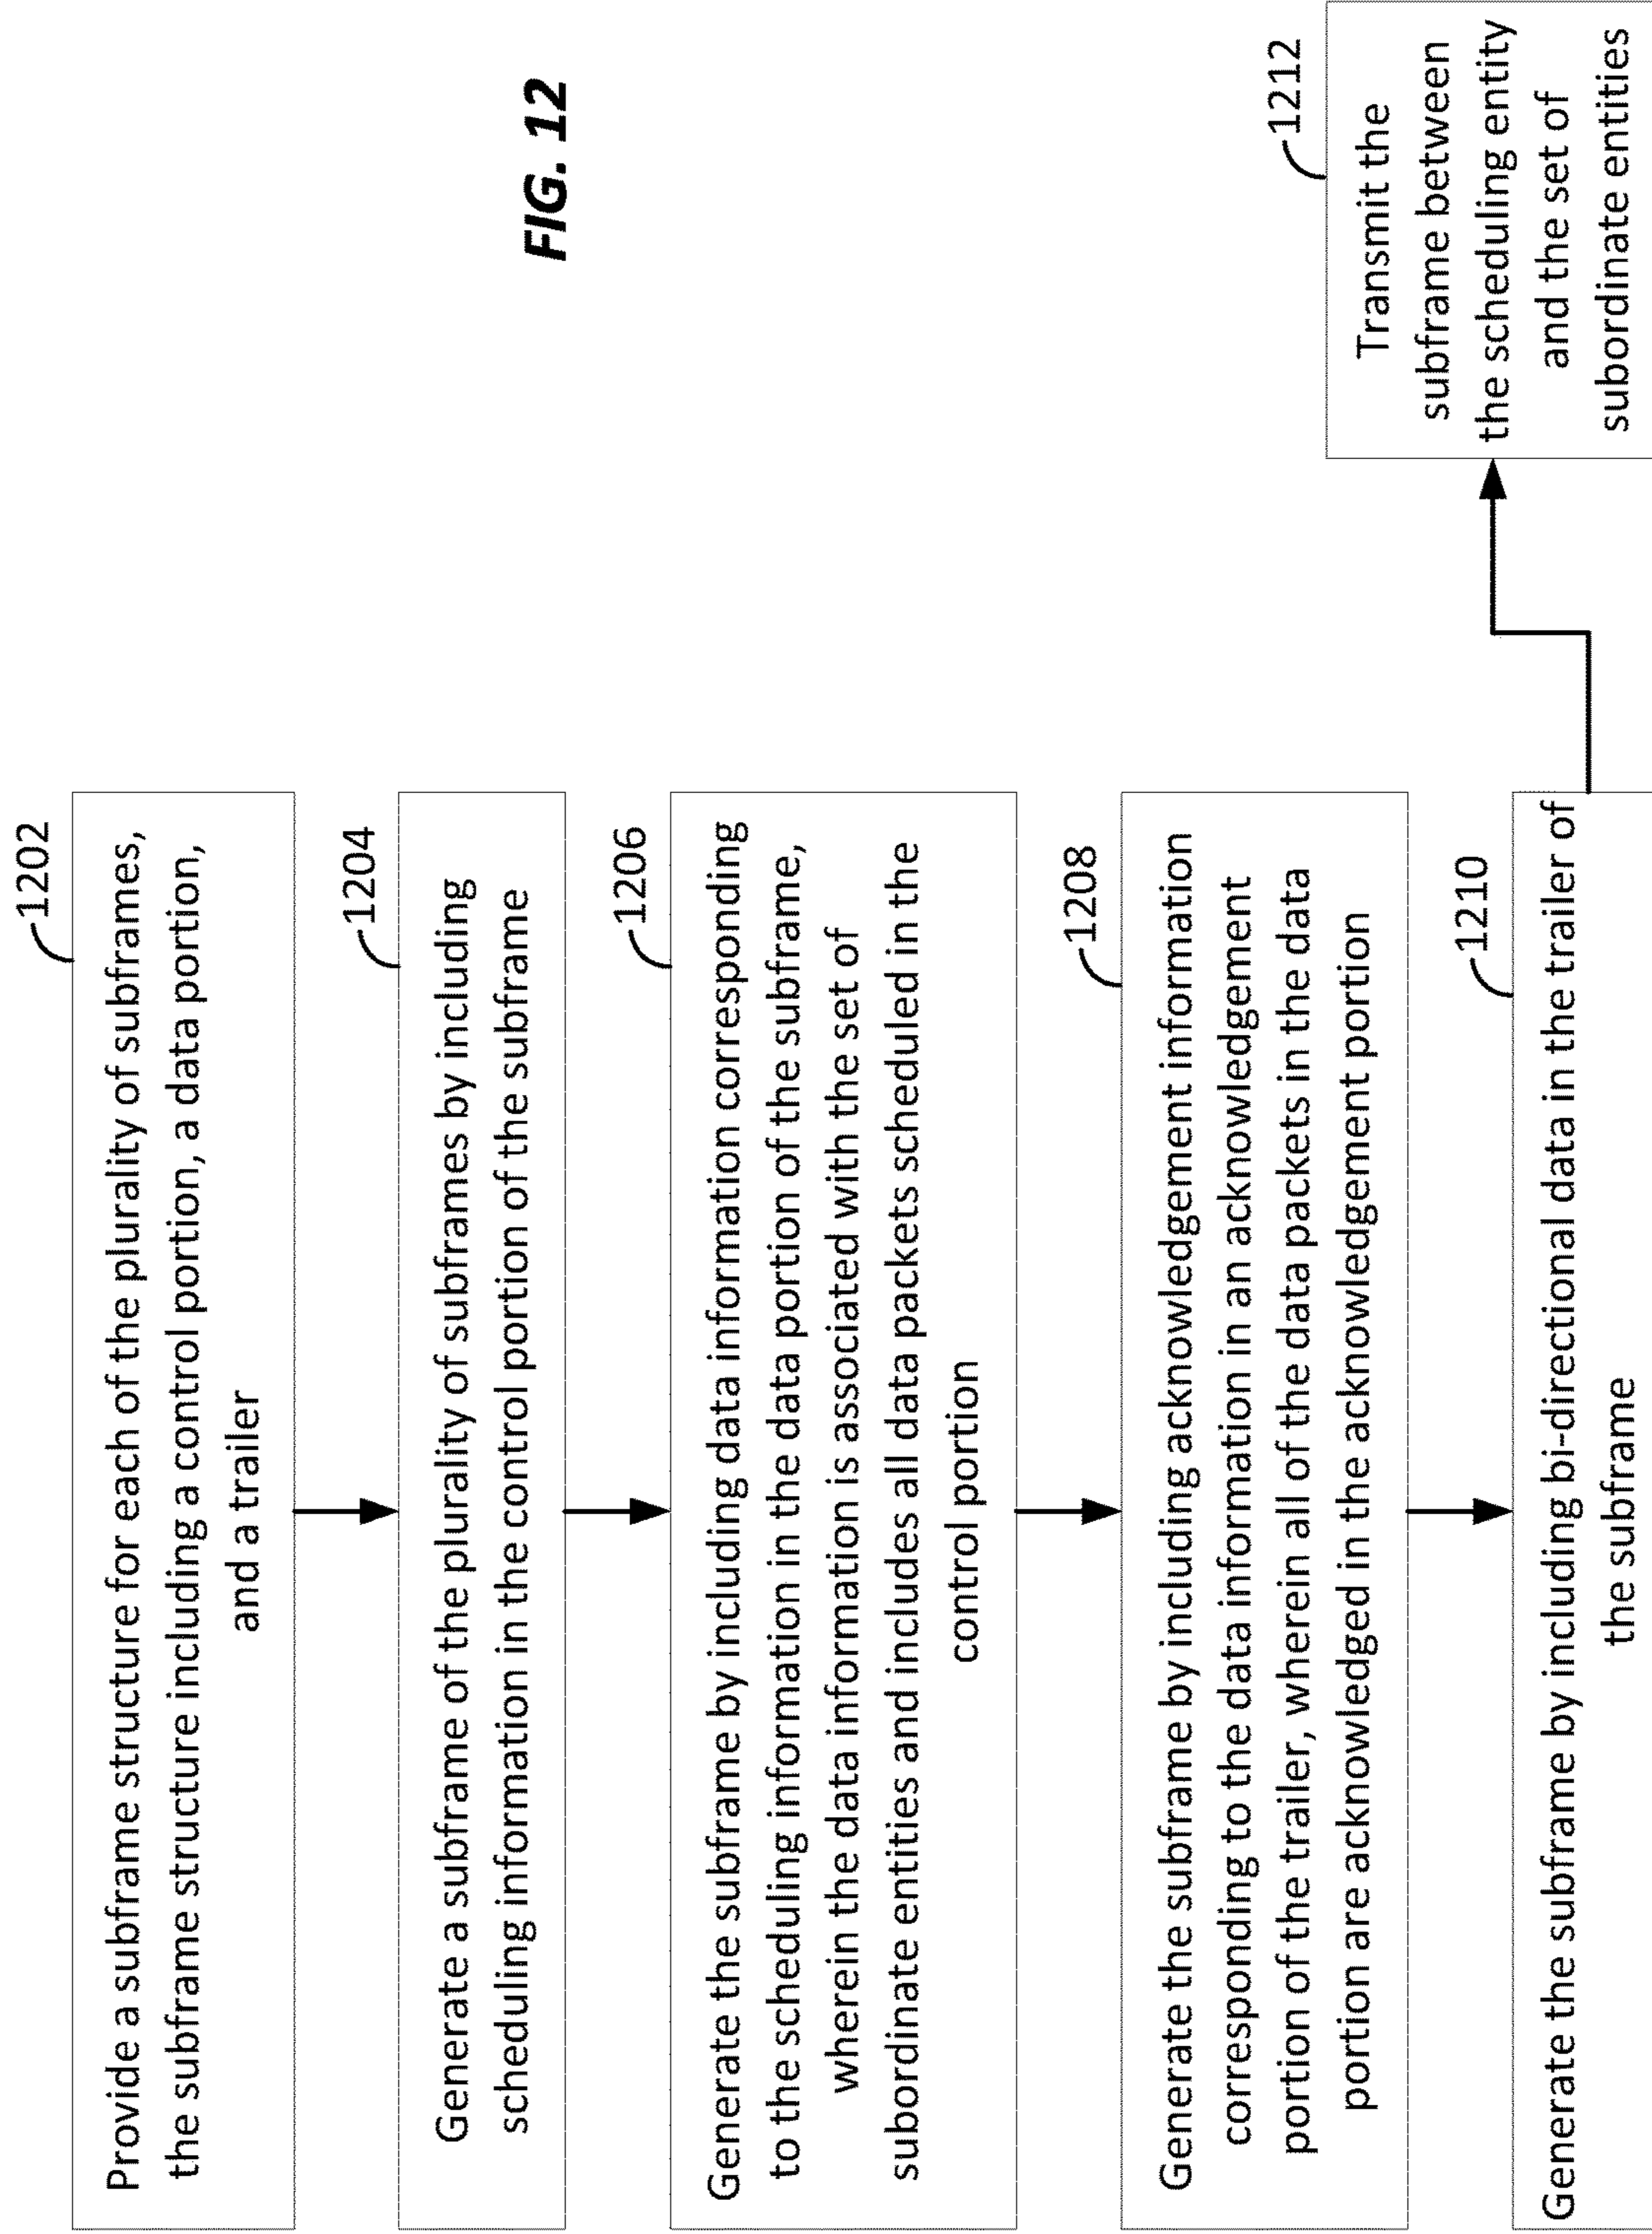 FIG. 12
1202
Provide a subframe structure for each of the plurality of subframes,
the subframe structure including a control portion, a data portion,
and a trailer
1204
Generate a subframe of the plurality of subframes by including
scheduling information in the control portion of the subframe
1206
Generate the subframe by including data information corresponding
to the scheduling information in the data portion of the subframe,
wherein the data information is associated with the set of
subordinate entities and includes all data packets scheduled in the
control portion
1208
Generate the subframe by including acknowledgement information
corresponding to the data information in an acknowledgement
portion of the trailer, wherein all of the data packets in the data
portion are acknowledged in the acknowledgement portion
1210
Generate the subframe by including bi-directional data in the trailer of
the subframe
1212
Transmit the
subframe between
the scheduling entity
and the set of
subordinate entities